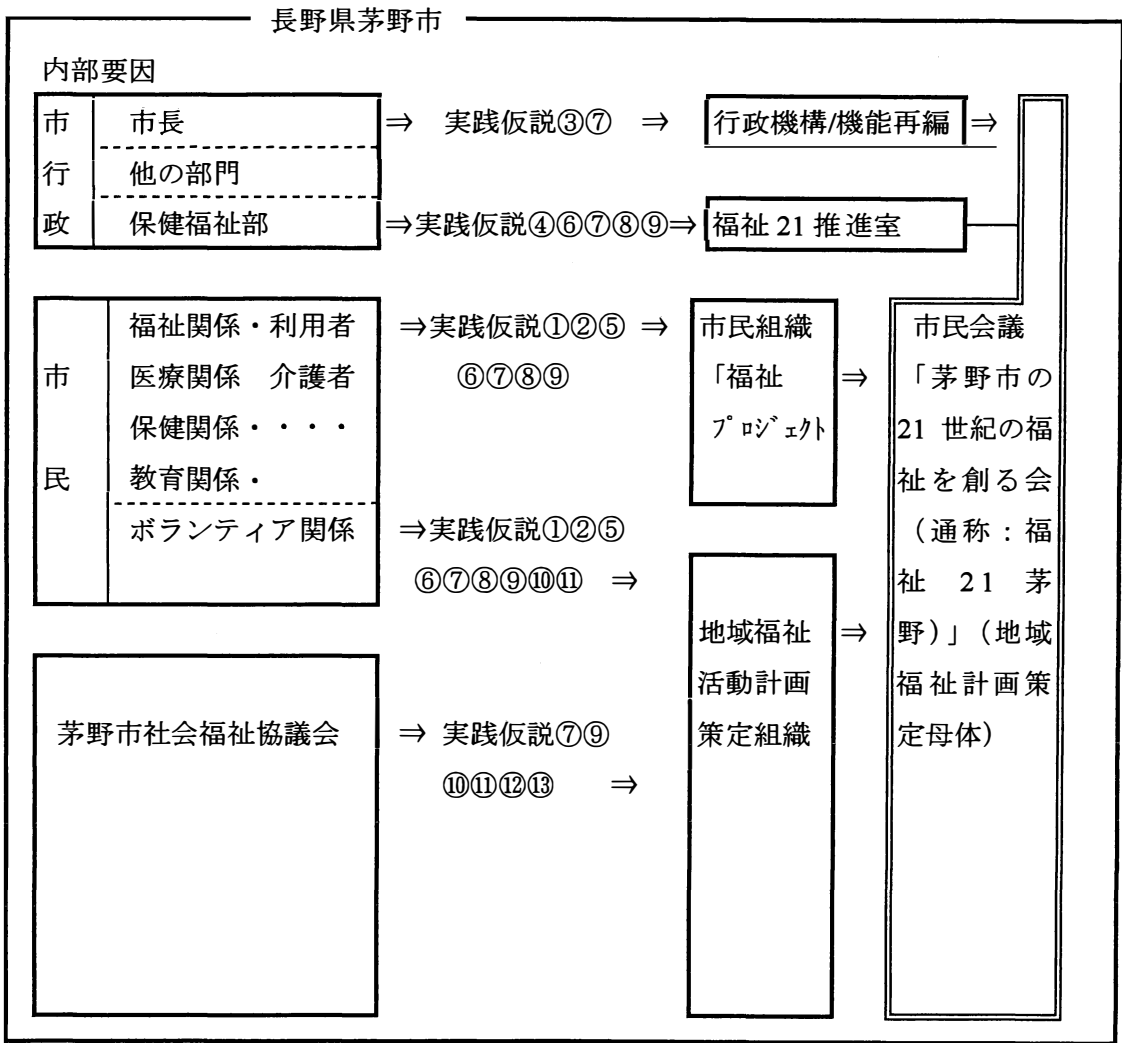 長野県茅野市
内部要因
市行政
市長 ⇒ 実践仮説③⑦ ⇒ 行政機構/機能再編 ⇒
他の部門
保健福祉部 ⇒実践仮説④⑥⑦⑧⑨⇒ 福祉21推進室
市民
福祉関係・利用者 ⇒実践仮説①②⑤ ⇒
医療関係 介護者 ⑥⑦⑧⑨
保健関係・・・・
教育関係・
ボランティア関係 ⇒実践仮説①②⑤
⑥⑦⑧⑨⑩⑪ ⇒
市民組織
「福祉
プロジェクト
⇒
茅野市社会福祉協議会 ⇒ 実践仮説⑦⑨
⑩⑪⑫⑬ ⇒
地域福祉 ⇒
活動計画
策定組織
市民会議
「茅野市の
21世紀の福
祉を創る会
（通称：福
祉 21 茅
野）」（地域
福祉計画策
定母体）